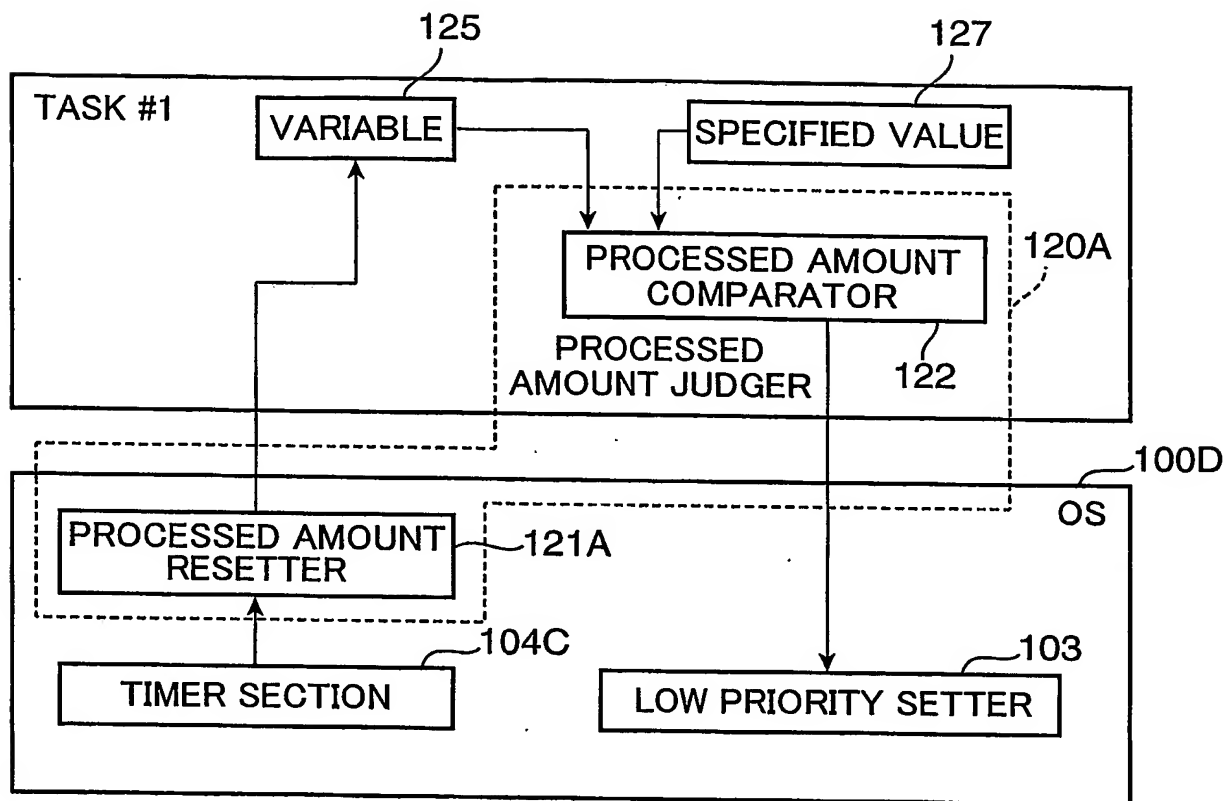 125
127
TASK #1
VARIABLE
SPECIFIED VALUE
PROCESSED AMOUNT
COMPARATOR
120A
PROCESSED
AMOUNT JUDGER
122
100D
OS
PROCESSED AMOUNT
RESETTER
121A
104C
103
TIMER SECTION
LOW PRIORITY SETTER